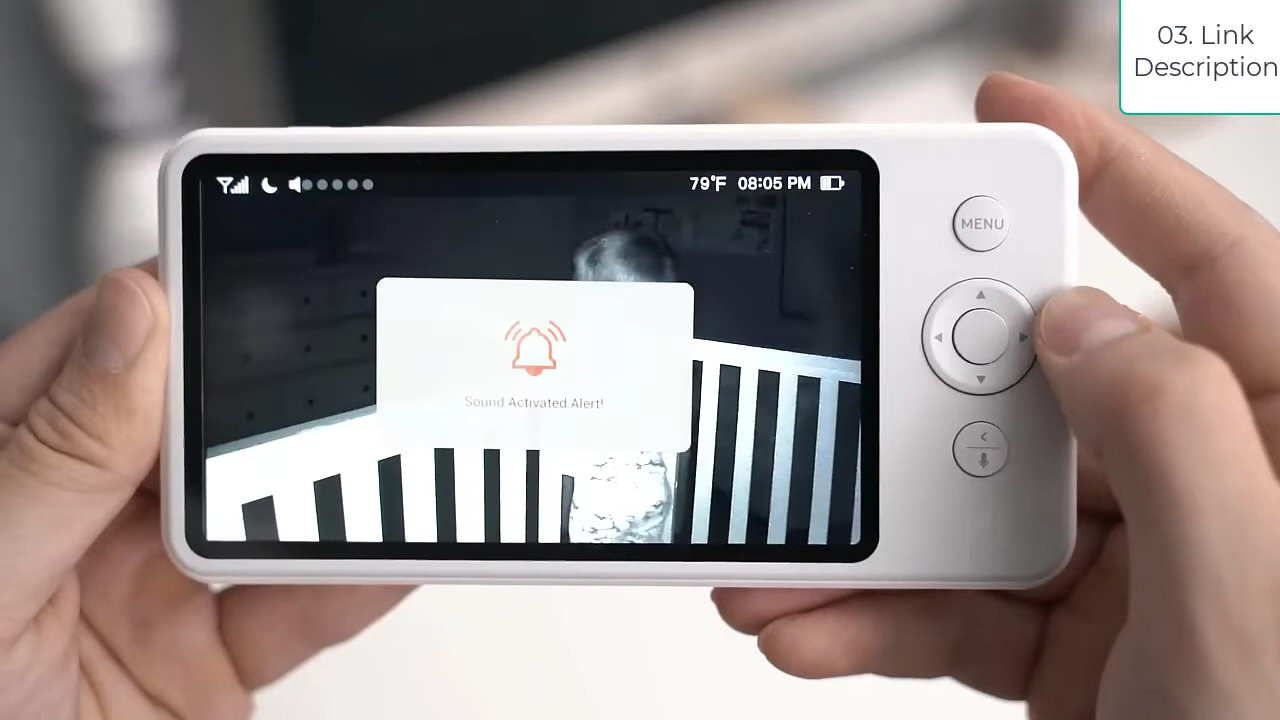 03. Link
Description
79°F 08:05 PM
MENU
Sound Activated Alert!